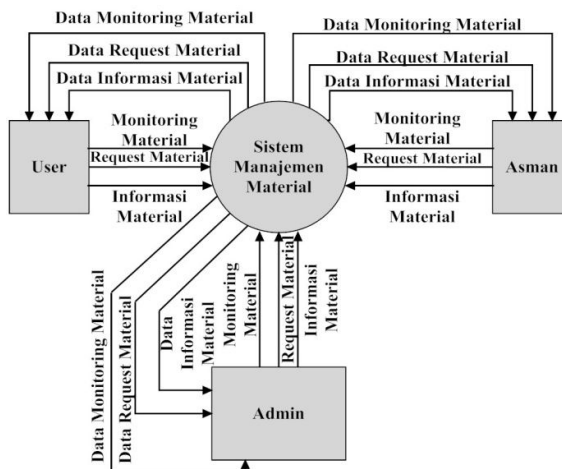 Data Monitoring Material
Data Request Material
Data Informasi Material
Data Monitoring Material
Data Request Material
Data Informasi Material
Monitoring
Material
Request Material
Informasi
Material
User
Sistem
Manajemen
Material
Monitoring
Material
Request Material
Informasi
Material
Asman
Data Monitoring Material
Data Request Material
Data
Informasi
Material
Monitoring
Material
Request Material
Informasi
Material
Admin